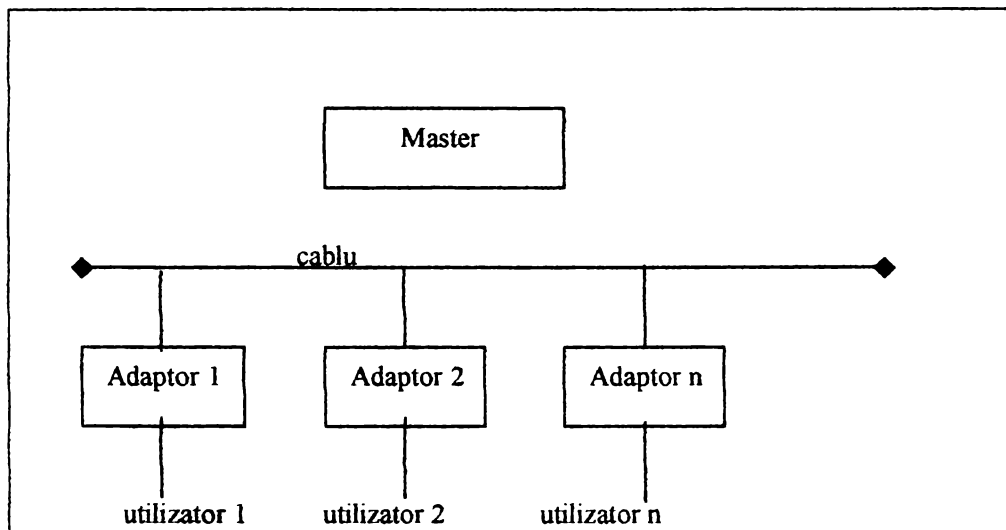 Master
cablu
Adaptor 1 Adaptor 2 Adaptor n
utilizator 1 utilizator 2 utilizator n